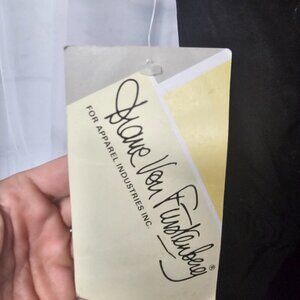 Diane Von Furstenberg®
FOR APPAREL INDUSTRIES INC.